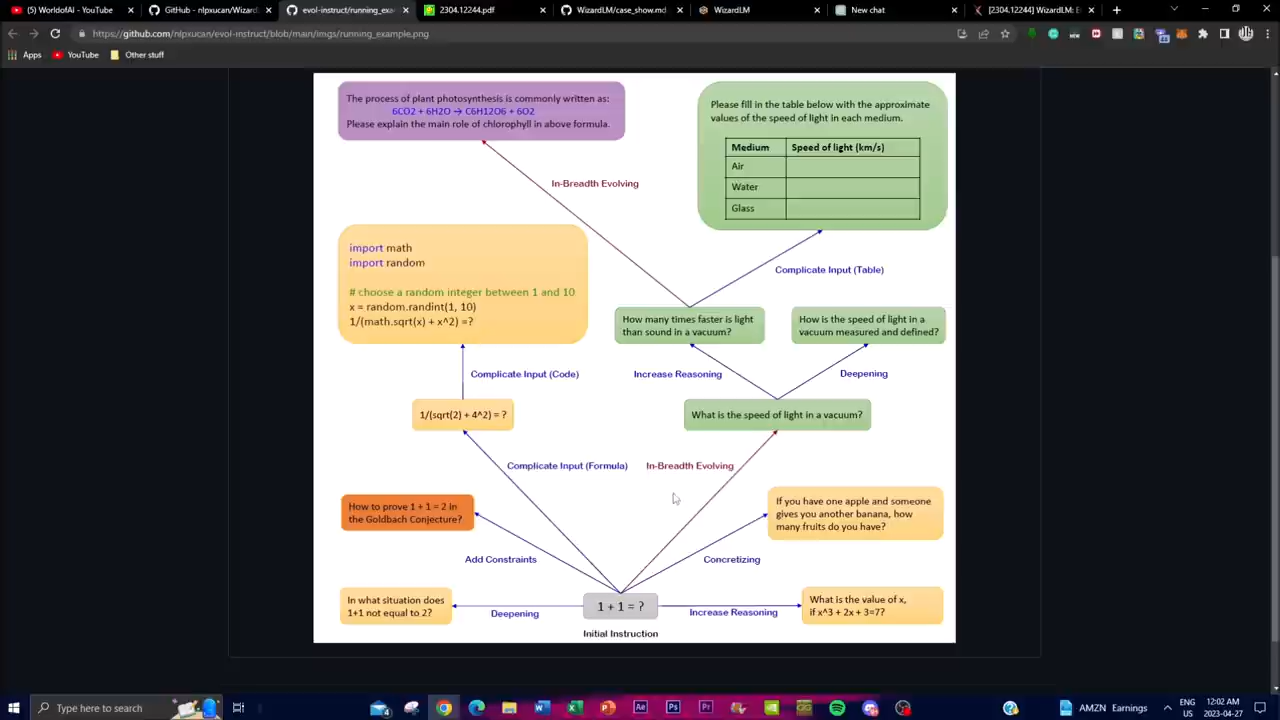 WorldofAI - YouTube
GitHub - nlpxucan/WizardL
evol-instruct/running_exampl
2304.12244.pdf
WizardLM/case_show.md
WizardLM
New chat
[2304.12244] WizardLM: E
https://github.com/nlpxucan/evol-instruct/blob/main/imgs/running_example.png
Apps
YouTube
Other stuff
The process of plant photosynthesis is commonly written as:
6CO2 + 6H2O → C6H12O6 + 6O2
Please explain the main role of chlorophyll in above formula.
Please fill in the table below with the approximate
values of the speed of light in each medium.
Medium Speed of light (km/s)
Air
Water
Glass
In-Breadth Evolving
import math
import random
# choose a random integer between 1 and 10
x = random.randint(1, 10)
1/(math.sqrt(x) + x^2) =?
Complicate Input (Table)
How many times faster is light
than sound in a vacuum?
How is the speed of light in a
vacuum measured and defined?
Complicate Input (Code)
Increase Reasoning
Deepening
1/(sqrt(2) + 4^2) = ?
What is the speed of light in a vacuum?
Complicate Input (Formula)
In-Breadth Evolving
How to prove 1 + 1 = 2 in
the Goldbach Conjecture?
If you have one apple and someone
gives you another banana, how
many fruits do you have?
Add Constraints
Concretizing
In what situation does
1+1 not equal to 2?
Deepening
1 + 1 = ?
Increase Reasoning
What is the value of x,
if x^3 + 2x + 3=7?
Initial Instruction
Type here to search
AMZN Earnings
ENG
US
12:02 AM
2023-04-27